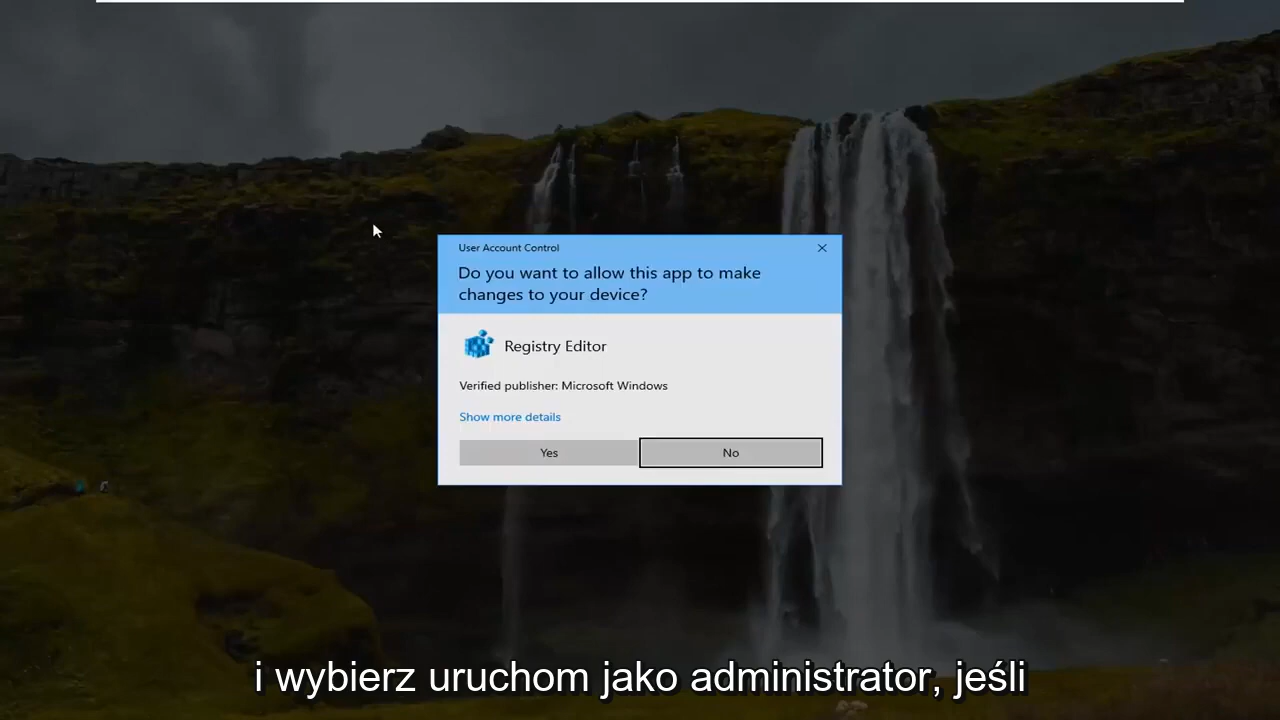 User Account Control
Do you want to allow this app to make
changes to your device?
Registry Editor
Verified publisher: Microsoft Windows
Show more details
Yes
No
i wybierz uruchom jako administrator, jeśli